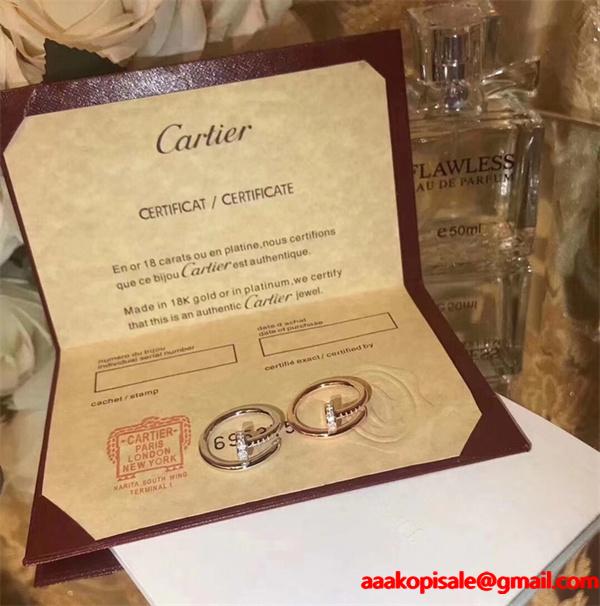 Cartier
CERTIFICAT / CERTIFICATE
En or 18 carats ou en platine,nous certifions
que ce bijou Cartier est authentique.
Made in 18K gold or in platinum,we certify
that this is an authentic Cartier jewel.
numéro du bijou
individual serial number
date d achat
date of purchase
cachet / stamp
certifié exact / certified by
CARTIER
PARIS
LONDON
NEW YORK
NARITA SOUTH WING
TERMINAL 1
FLAWLESS
EAU DE PARFUM
e 50ml
aaakopisale@gmail.com